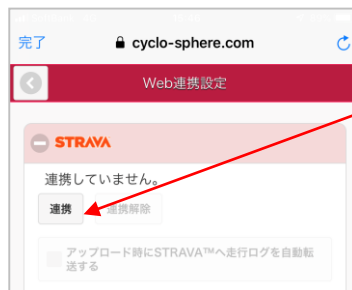 完了 cyclo-sphere.com
Web連携設定
STRAVA
連携していません。
連携 連携解除
アップロード時にSTRAVA™へ走行ログを自動転
送する